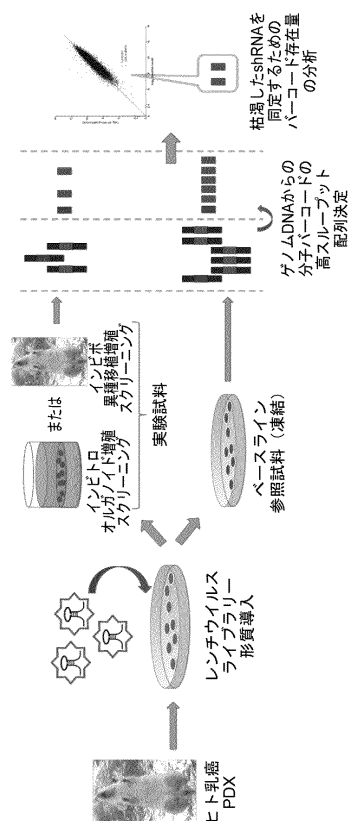 ヒト乳癌
PDX
レンチウイルス
ライブラリー
形質導入
インビトロ
オルガノイド増殖
スクリーニング
または
インビボ
異種移植増殖
スクリーニング
実験試料
ベースライン
参照試料（凍結）
ゲノムDNAからの
分子バーコードの
高スループット
配列決定
枯渇したshRNAを
同定するための
バーコード存在量
の分析